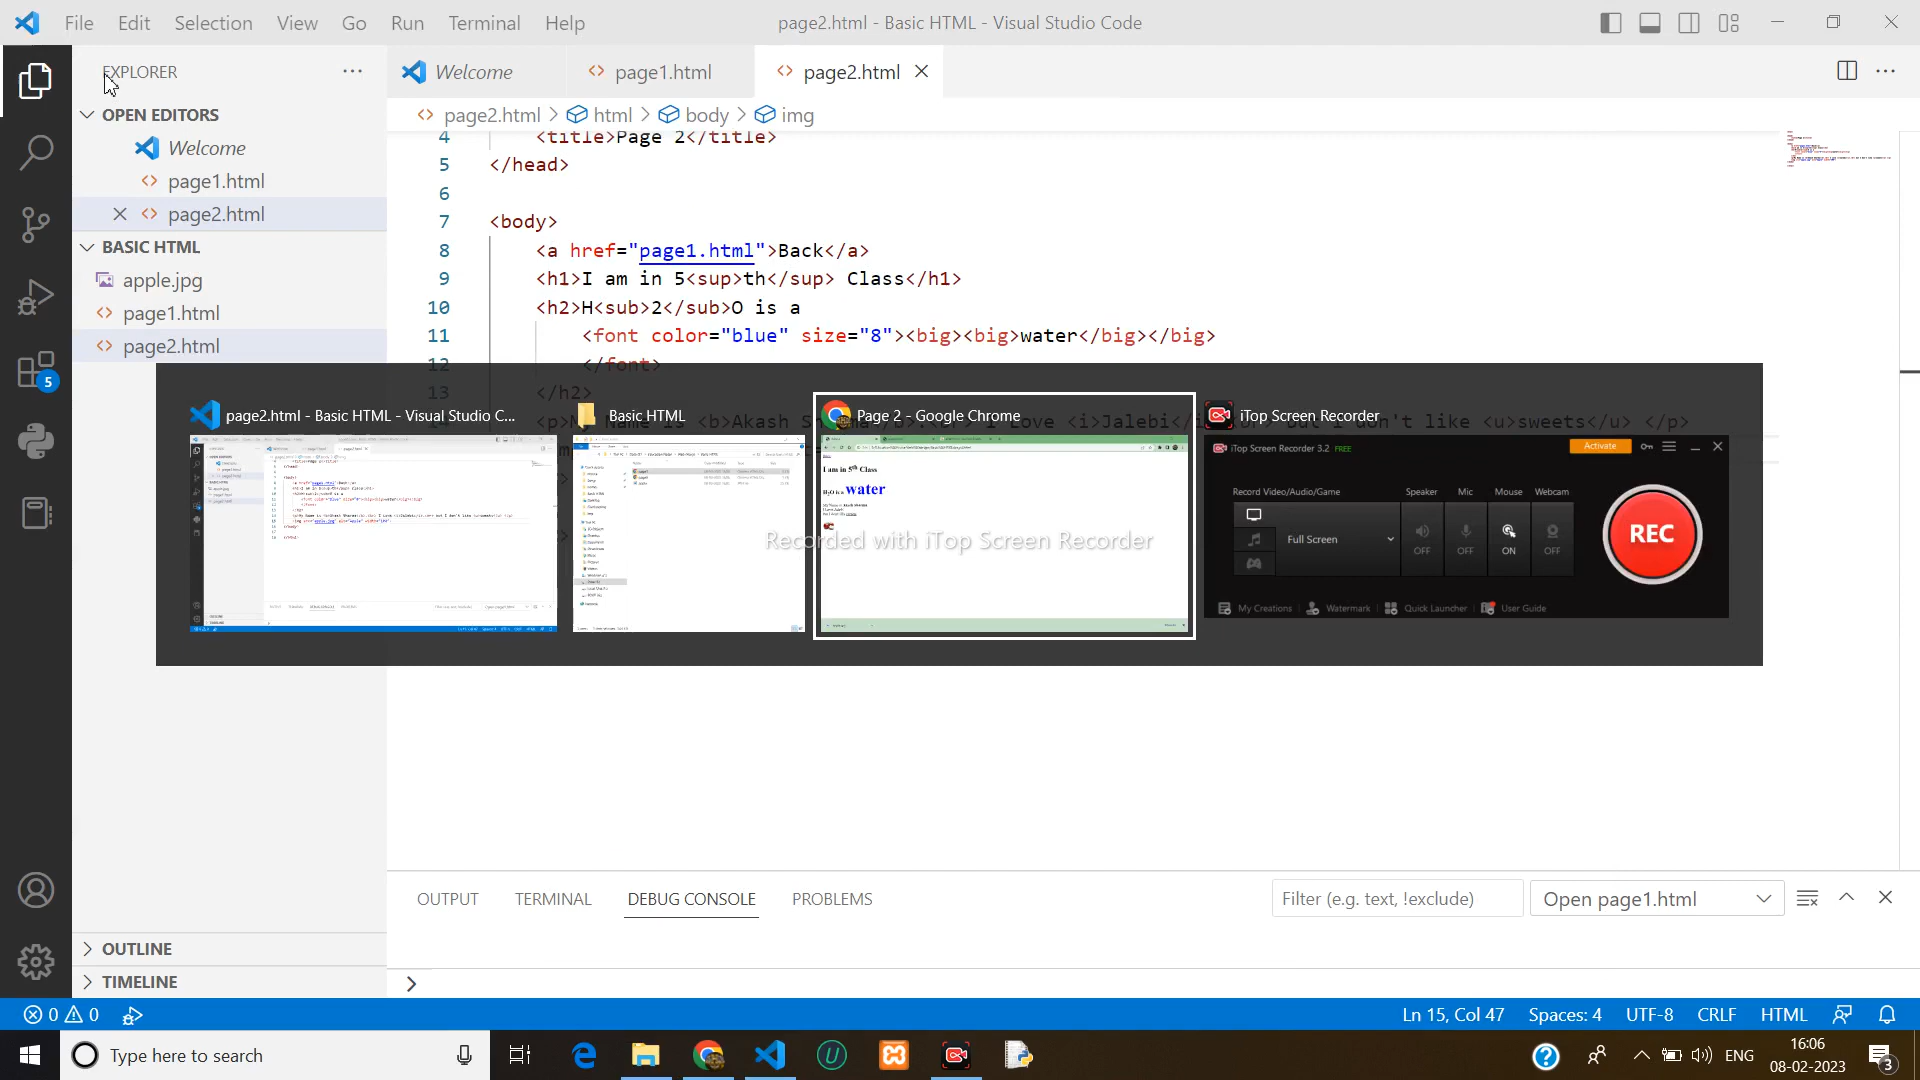 File Edit Selection View Go Run Terminal Help
page2.html - Basic HTML - Visual Studio Code
EXPLORER
Welcome
page1.html
page2.html
OPEN EDITORS
Welcome
page1.html
page2.html
BASIC HTML
apple.jpg
page1.html
page2.html
OUTLINE
TIMELINE
page2.html > html > body > img
4 <title>Page 2</title>
5 </head>
6
7 <body>
8 <a href="page1.html">Back</a>
9 <h1>I am in 5<sup>th</sup> Class</h1>
10 <h2>H<sub>2</sub>O is a
11 <font color="blue" size="8"><big><big>water</big></big>
12 </font>
13 </h2>
page2.html - Basic HTML - Visual Studio C...
Basic HTML
Page 2 - Google Chrome
I am in 5th Class
H2O is a water
iTop Screen Recorder
iTop Screen Recorder 3.2 FREE
Activate
Record Video/Audio/Game
Speaker Mic Mouse Webcam
Full Screen
OFF OFF ON OFF
REC
My Creations Watermark Quick Launcher User Guide
Recorded with iTop Screen Recorder
OUTPUT TERMINAL DEBUG CONSOLE PROBLEMS
Filter (e.g. text, !exclude)
Open page1.html
0 0
Ln 15, Col 47 Spaces: 4 UTF-8 CRLF HTML
5
Type here to search
ENG
16:06
08-02-2023
3